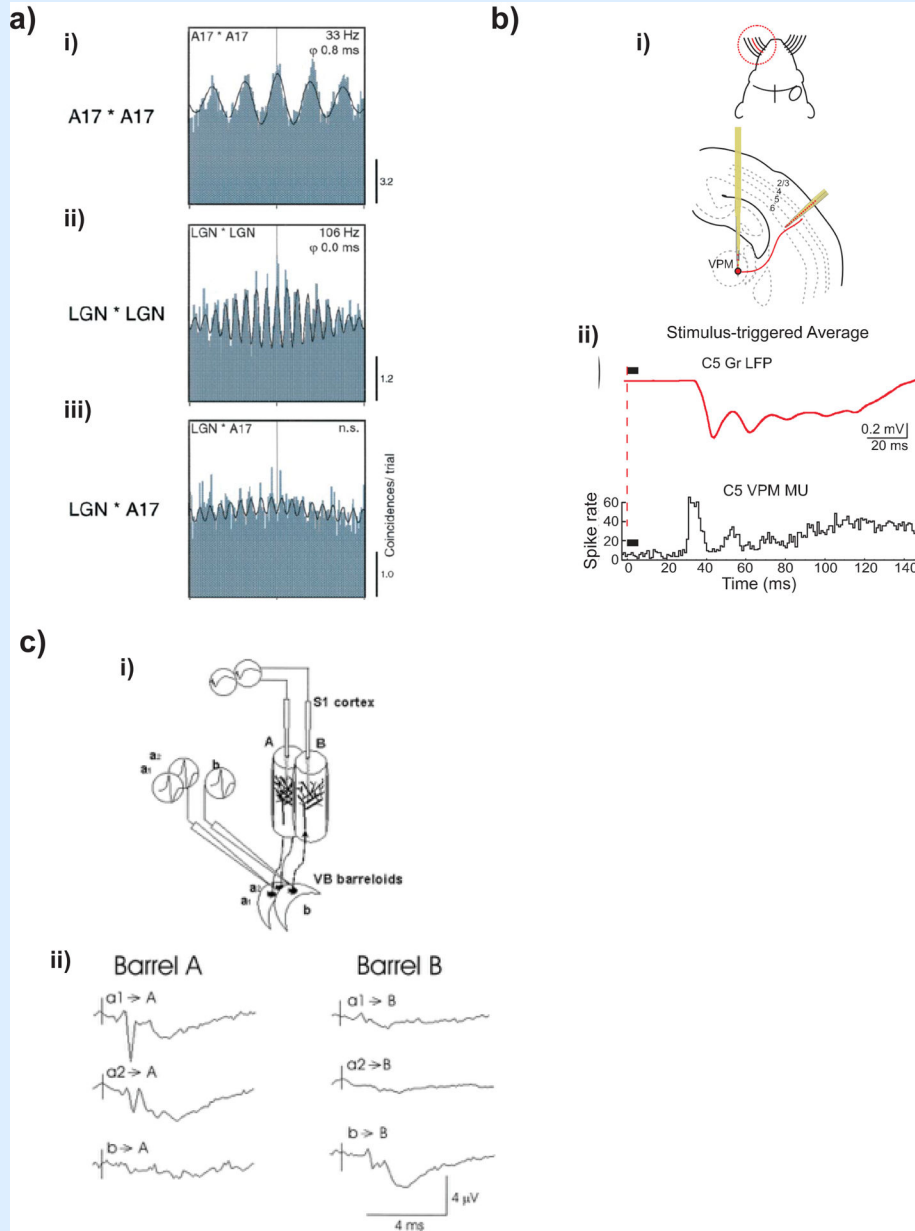 a)
i)
A17 * A17
A17 * A17
33 Hz
φ 0.8 ms
3.2
ii)
LGN * LGN
LGN * LGN
106 Hz
φ 0.0 ms
1.2
iii)
LGN * A17
LGN * A17
n.s.
Coincidences/ trial
1.0
b)
i)
2/3
4
5
6
VPM
ii)
Stimulus-triggered Average
C5 Gr LFP
0.2 mV
20 ms
C5 VPM MU
Spike rate
60
40
20
0
0 20 40 60 80 100 120 140
Time (ms)
c)
i)
S1 cortex
A B
a2
a1
b
VB barreloids
a2
a1
b
ii)
Barrel A
a1 → A
a2 → A
b → A
Barrel B
a1 → B
a2 → B
b → B
4 µV
4 ms